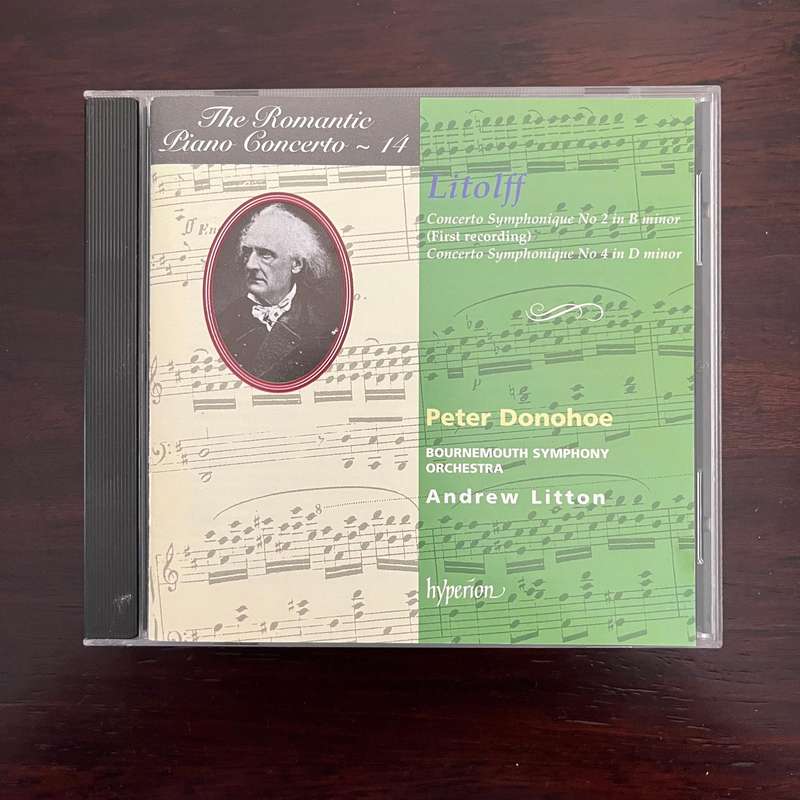 The Romantic
Piano Concerto ~ 14
Litolff
Concerto Symphonique No 2 in B minor
(First recording)
Concerto Symphonique No 4 in D minor
Peter Donohoe
BOURNEMOUTH SYMPHONY
ORCHESTRA
Andrew Litton
hyperion